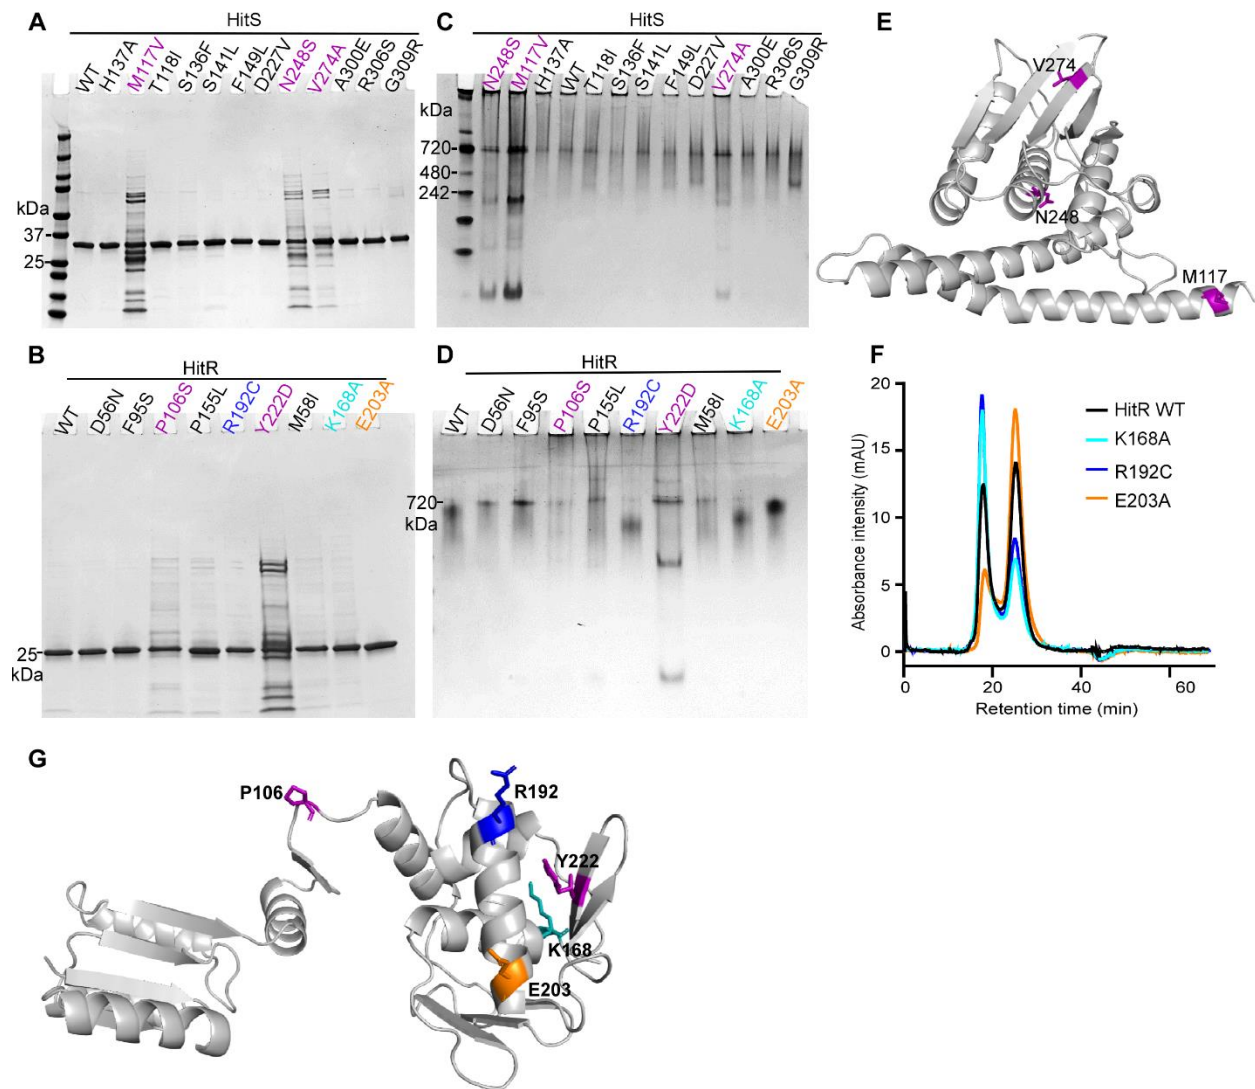 A
HitS
WT
H137A
M117V
T118I
S136F
S141L
F149L
D227V
N248S
V274A
A300E
R306S
G309R
kDa
37
25
C
HitS
N248S
M117V
H137A
WT
T118I
S136F
S141L
F149L
D227V
V274A
A300E
R306S
G309R
kDa
720
480
242
E
V274
N248
M117
B
HitR
WT
D56N
F95S
P106S
P155L
R192C
Y222D
M58I
K168A
E203A
25
kDa
D
HitR
WT
D56N
F95S
P106S
P155L
R192C
Y222D
M58I
K168A
E203A
720
kDa
F
Absorbance intensity (mAU)
20
15
10
5
0
0 20 40 60
Retention time (min)
HitR WT
K168A
R192C
E203A
G
P106
R192
Y222
K168
E203